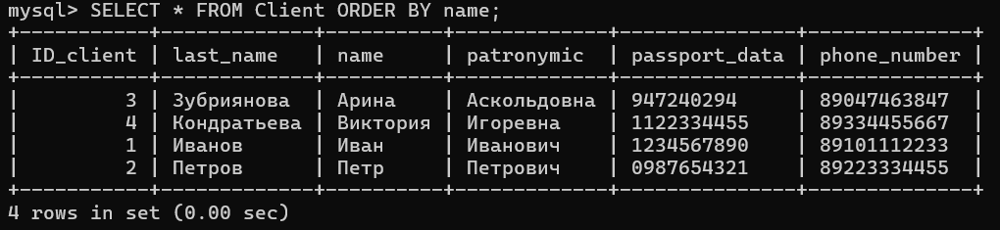 mysql> SELECT * FROM Client ORDER BY name;
+-----------+-------------+----------+-------------+---------------+--------------+
| ID_client | last_name   | name     | patronymic  | passport_data | phone_number |
+-----------+-------------+----------+-------------+---------------+--------------+
|         3 | Зубриянова  | Арина    | Аскольдовна | 947240294     | 89047463847  |
|         4 | Кондратьева | Виктория | Игоревна    | 1122334455    | 89334455667  |
|         1 | Иванов      | Иван     | Иванович    | 1234567890    | 89101112233  |
|         2 | Петров      | Петр     | Петрович    | 0987654321    | 89223334455  |
+-----------+-------------+----------+-------------+---------------+--------------+
4 rows in set (0.00 sec)